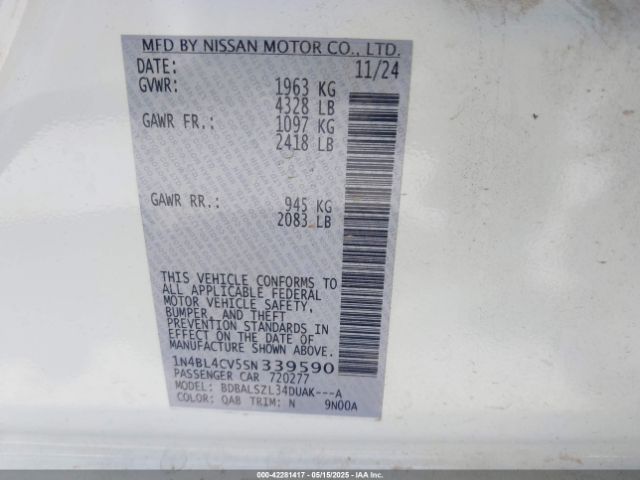 MFD BY NISSAN MOTOR CO., LTD.
DATE: 11/24
GVWR: 1963 KG
4328 LB
GAWR FR.: 1097 KG
2418 LB
GAWR RR.: 945 KG
2083 LB
THIS VEHICLE CONFORMS TO
ALL APPLICABLE FEDERAL
MOTOR VEHICLE SAFETY,
BUMPER, AND THEFT
PREVENTION STANDARDS IN
EFFECT ON THE DATE OF
MANUFACTURE SHOWN ABOVE.
1N4BL4CV5SN339590
PASSENGER CAR 720277
MODEL: BDBALSZL34DUAK---A
COLOR: QAB TRIM: N 9N00A
000-42281417 - 05/15/2025 - IAAI.COM